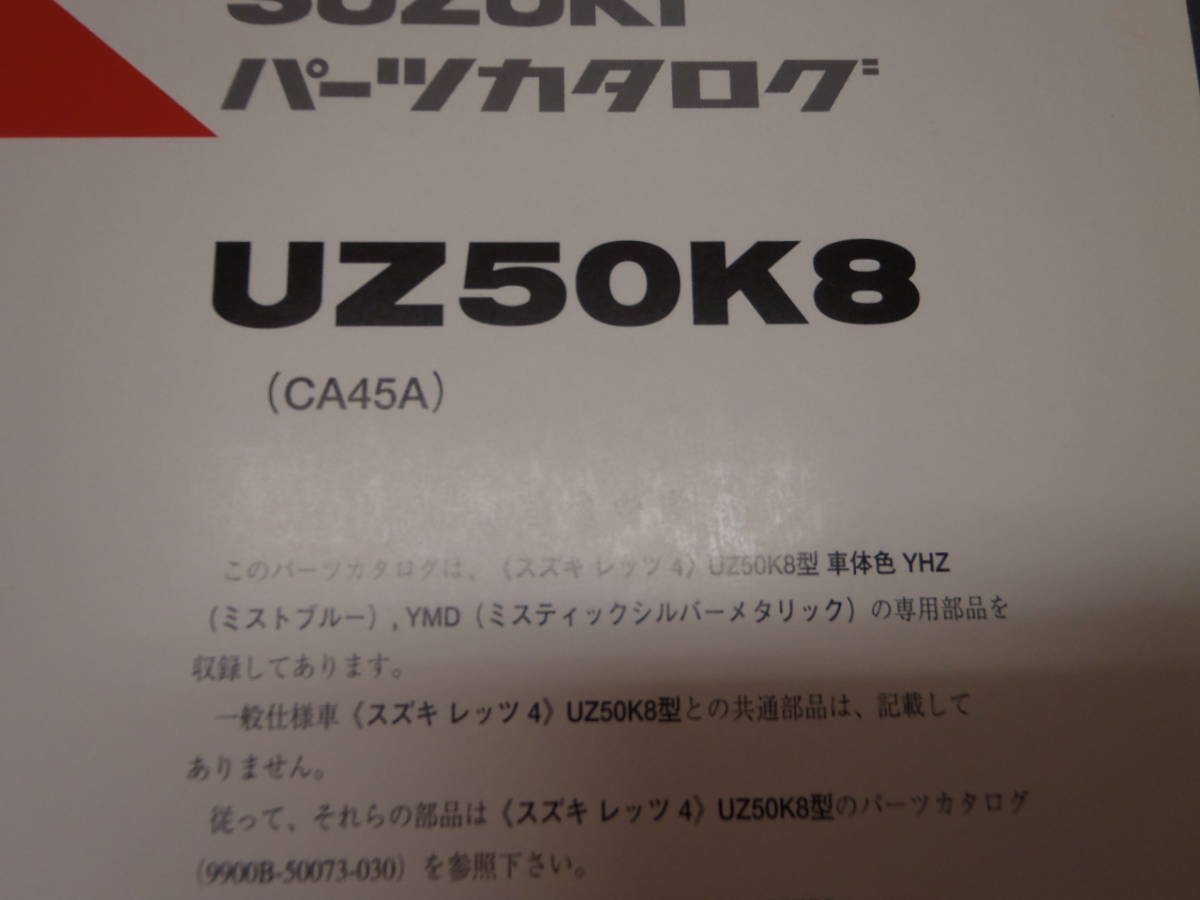 SUZUKI
パーツカタログ
UZ50K8
(CA45A)
このパーツカタログは、《スズキ レッツ 4》UZ50K8型 車体色 YHZ
(ミストブルー), YMD (ミスティックシルバーメタリック) の専用部品を
収録してあります。
一般仕様車《スズキ レッツ 4》UZ50K8型との共通部品は、記載して
ありません。
従って、それらの部品は《スズキ レッツ 4》UZ50K8型のパーツカタログ
(9900B-50073-030) を参照下さい。